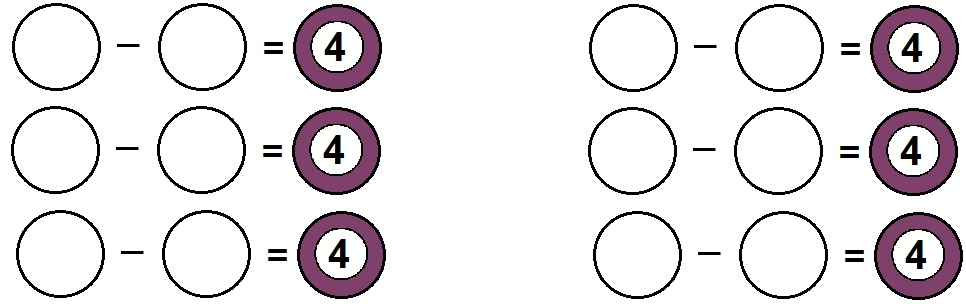 − = 4 − = 4
− = 4 − = 4
− = 4 − = 4